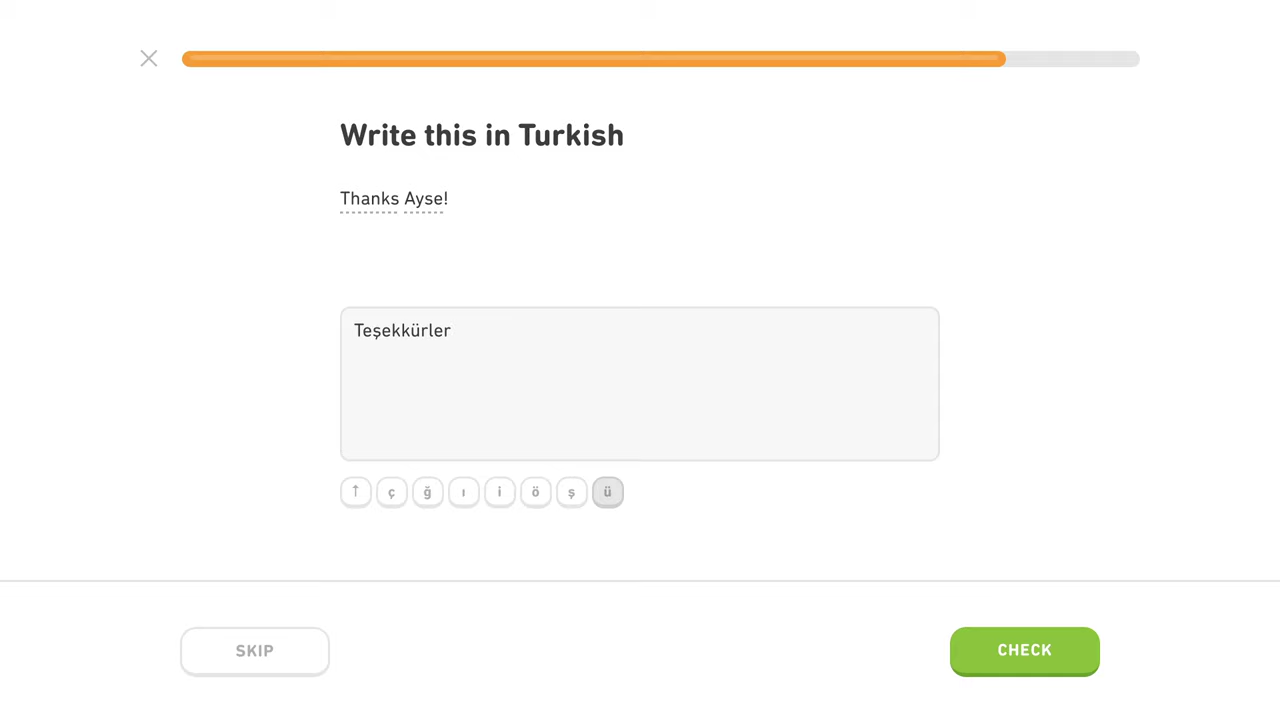 Write this in Turkish
Thanks Ayse!
Teşekkürler
↑ ç ğ ı i ö ş ü
SKIP
CHECK